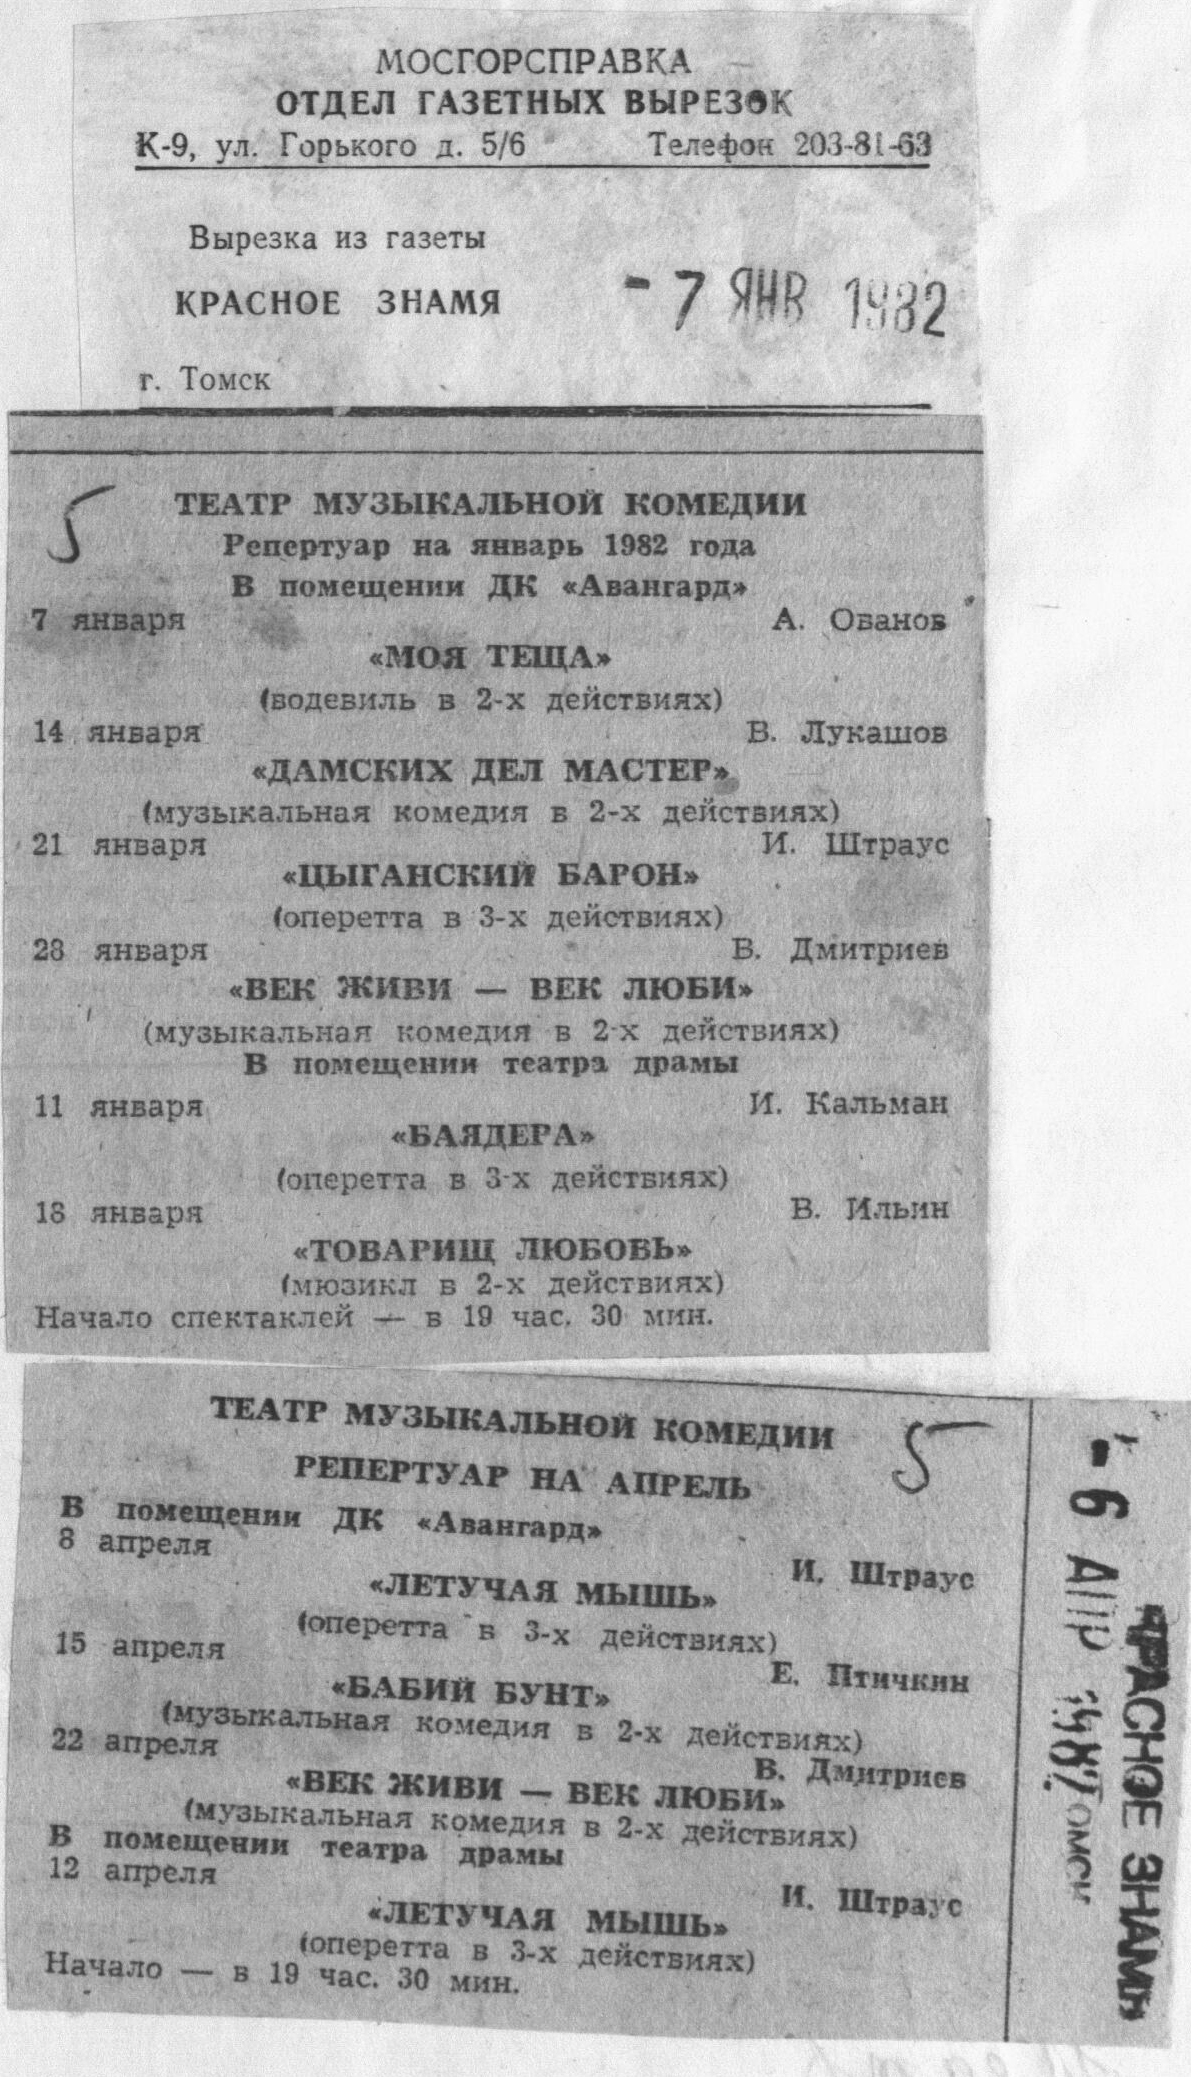 МОСГОРСПРАВКА
ОТДЕЛ ГАЗЕТНЫХ ВЫРЕЗОК
К-9, ул. Горького д. 5/6 Телефон 203-81-63
Вырезка из газеты
КРАСНОЕ ЗНАМЯ - 7 ЯНВ 1982
г. Томск
5
ТЕАТР МУЗЫКАЛЬНОЙ КОМЕДИИ
Репертуар на январь 1982 года
В помещении ДК «Авангард»
7 января А. Ованов
«МОЯ ТЕЩА»
(водевиль в 2-х действиях)
14 января В. Лукашов
«ДАМСКИХ ДЕЛ МАСТЕР»
(музыкальная комедия в 2-х действиях)
21 января И. Штраус
«ЦЫГАНСКИЙ БАРОН»
(оперетта в 3-х действиях)
28 января В. Дмитриев
«ВЕК ЖИВИ — ВЕК ЛЮБИ»
(музыкальная комедия в 2-х действиях)
В помещении театра драмы
11 января И. Кальман
«БАЯДЕРА»
(оперетта в 3-х действиях)
18 января В. Ильин
«ТОВАРИЩ ЛЮБОВЬ»
(мюзикл в 2-х действиях)
Начало спектаклей — в 19 час. 30 мин.
ТЕАТР МУЗЫКАЛЬНОЙ КОМЕДИИ
5
РЕПЕРТУАР НА АПРЕЛЬ
В помещении ДК «Авангард»
8 апреля
И. Штраус
«ЛЕТУЧАЯ МЫШЬ»
(оперетта в 3-х действиях)
15 апреля
Е. Птичкин
«БАБИЙ БУНТ»
(музыкальная комедия в 2-х действиях)
22 апреля
В. Дмитриев
«ВЕК ЖИВИ — ВЕК ЛЮБИ»
(музыкальная комедия в 2-х действиях)
В помещении театра драмы
12 апреля
И. Штраус
«ЛЕТУЧАЯ МЫШЬ»
(оперетта в 3-х действиях)
Начало — в 19 час. 30 мин.
- 6 АПР
КРАСНОЕ ЗНАМЯ
Томск